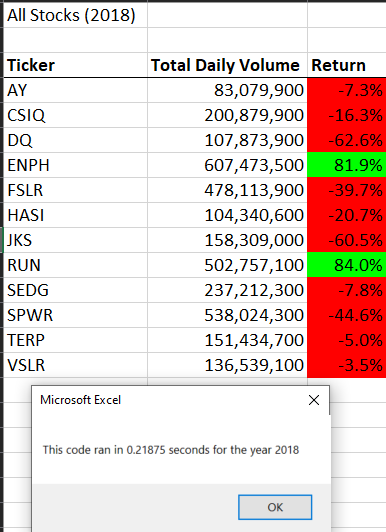 All Stocks (2018)
Ticker Total Daily Volume Return
AY 83,079,900 -7.3%
CSIQ 200,879,900 -16.3%
DQ 107,873,900 -62.6%
ENPH 607,473,500 81.9%
FSLR 478,113,900 -39.7%
HASI 104,340,600 -20.7%
JKS 158,309,000 -60.5%
RUN 502,757,100 84.0%
SEDG 237,212,300 -7.8%
SPWR 538,024,300 -44.6%
TERP 151,434,700 -5.0%
VSLR 136,539,100 -3.5%
Microsoft Excel
This code ran in 0.21875 seconds for the year 2018
OK